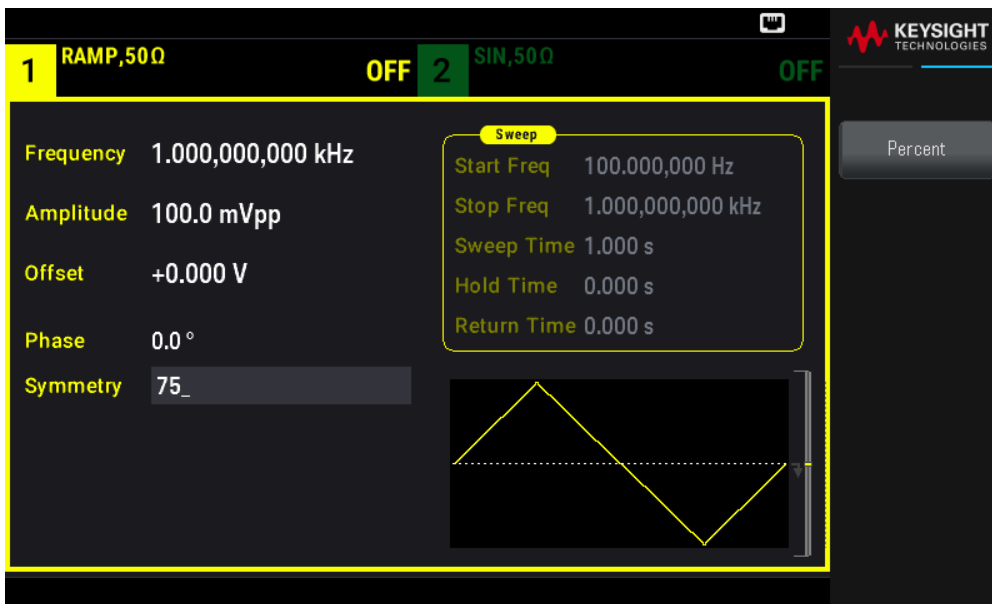 KEYSIGHT
TECHNOLOGIES
1 RAMP,50Ω OFF
2 SIN,50Ω OFF
Frequency 1.000,000,000 kHz
Amplitude 100.0 mVpp
Offset +0.000 V
Phase 0.0 °
Symmetry 75_
Sweep
Start Freq 100.000,000 Hz
Stop Freq 1.000,000,000 kHz
Sweep Time 1.000 s
Hold Time 0.000 s
Return Time 0.000 s
Percent